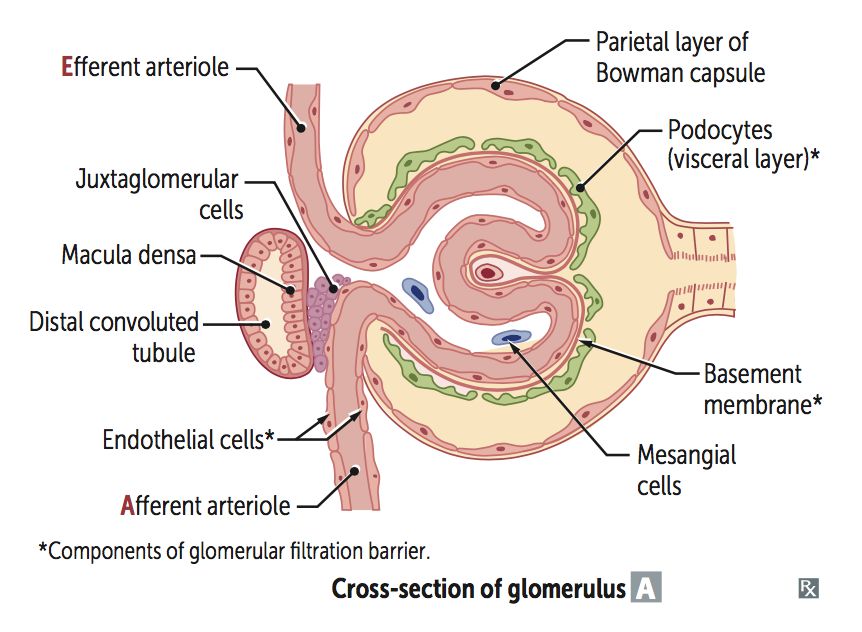 Efferent arteriole
Parietal layer of
Bowman capsule
Podocytes
(visceral layer)*
Juxtaglomerular
cells
Macula densa
Distal convoluted
tubule
Basement
membrane*
Endothelial cells*
Mesangial
cells
Afferent arteriole
*Components of glomerular filtration barrier.
Cross-section of glomerulus A
Rx